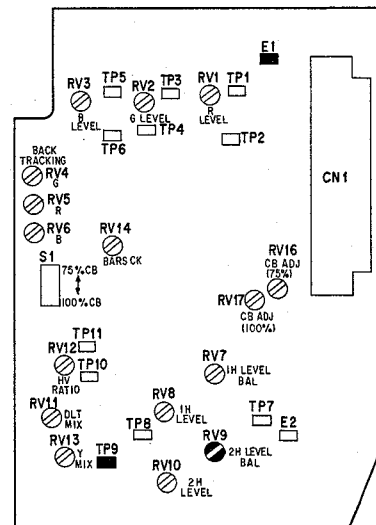 E1
TP5
RV3
B
LEVEL
TP6
RV2
TP3
G LEVEL
TP4
RV1
TP1
R
LEVEL
TP2
CN1
BACK
TRACKING
RV4
G
RV5
R
RV6
B
RV14
BARS CK
S1
75%CB
100%CB
RV16
CB ADJ
(75%)
RV17
CB ADJ
(100%)
TP11
RV12
TP10
HV
RATIO
RV7
1H LEVEL
BAL
RV11
DLT
MIX
RV8
1H
LEVEL
TP8
TP7
E2
RV13
Y
MIX
TP9
RV9
2H LEVEL
BAL
RV10
2H
LEVEL